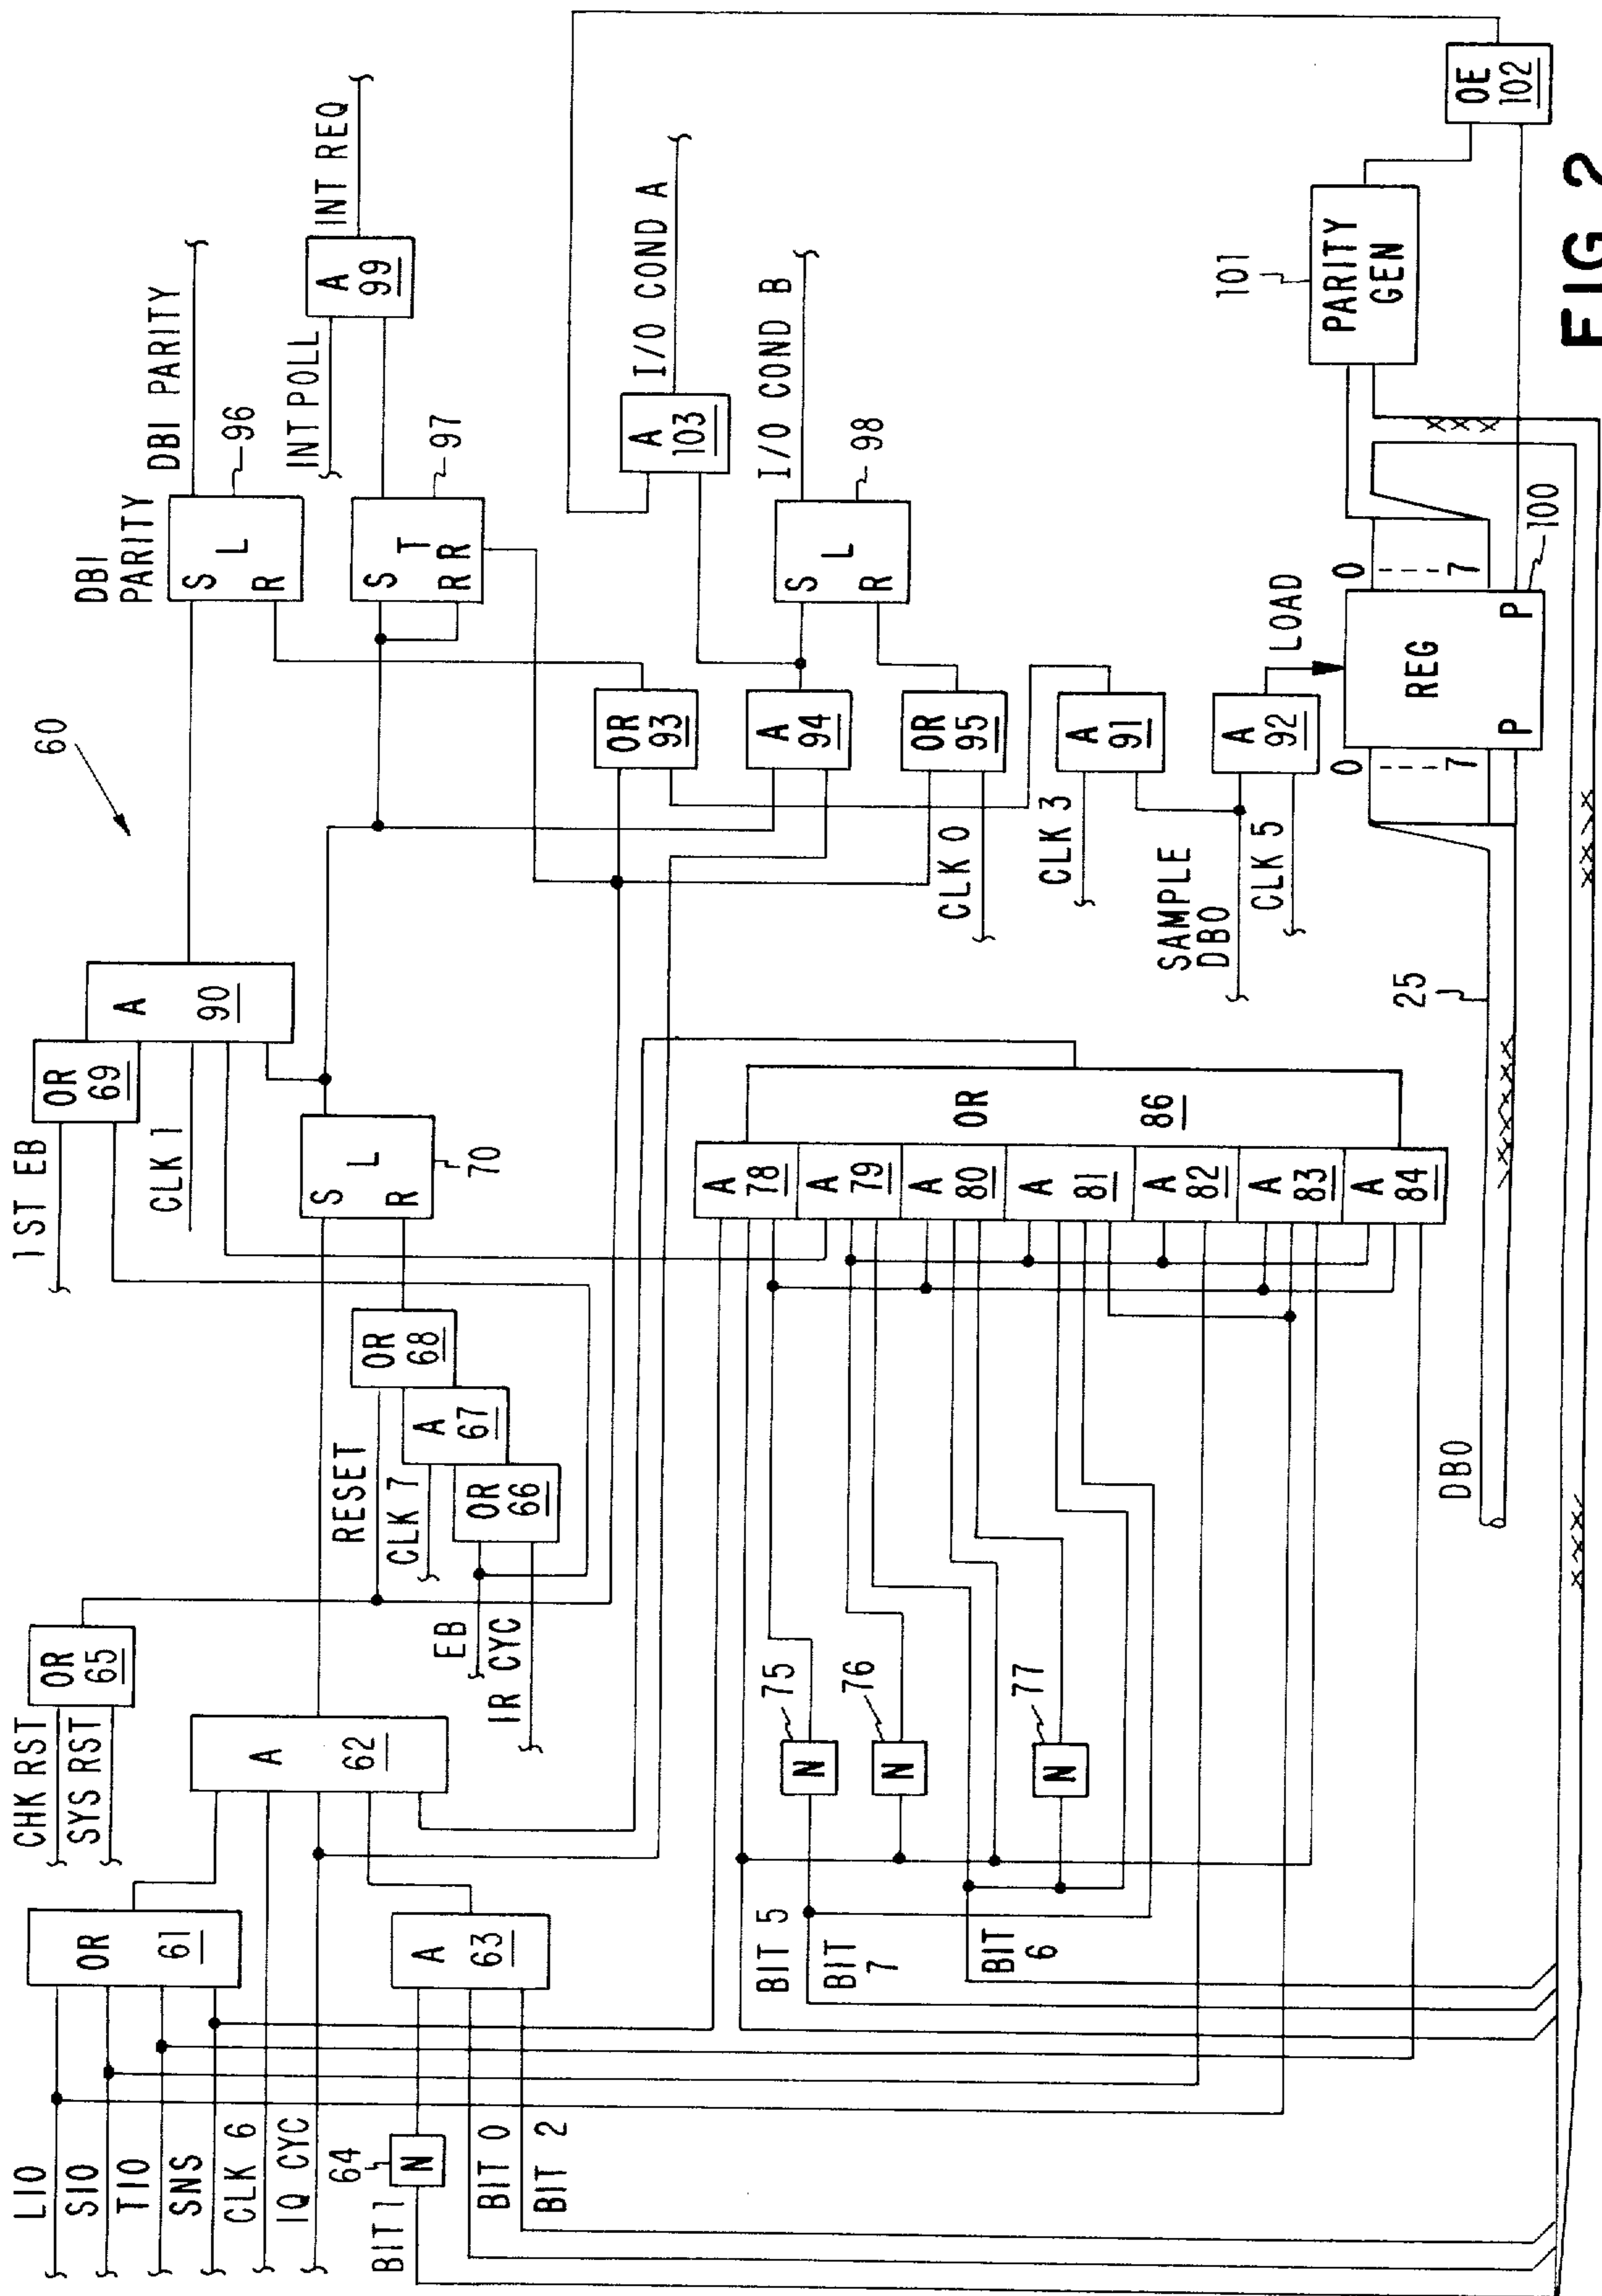 60
LIO
SIO
TIO
SNS
CLK 6
IQ CYC
64
N
BIT 1
BIT 0
BIT 2
OR
61
CHK RST
SYS RST
OR
65
A
62
A
63
RESET
CLK 7
EB
IR CYC
OR
66
A
67
OR
68
1ST EB
CLK 1
OR
69
A
90
S
L
R
70
DBI
PARITY
S
L
R
96
DBI PARITY
INT POLL
S
T
R R
97
A
99
INT REQ
OR
93
A
94
OR
95
CLK 0
A
103
I/O COND A
S
L
R
98
I/O COND B
CLK 3
A
91
SAMPLE
DBO
CLK 5
A
92
LOAD
BIT 5
BIT
7
BIT
6
N
75
N
76
N
77
A
78
A
79
A
80
A
81
A
82
A
83
A
84
OR
86
DBO
25
0
7
P
REG
0
7
P
100
101
PARITY
GEN
OE
102
FIG 2